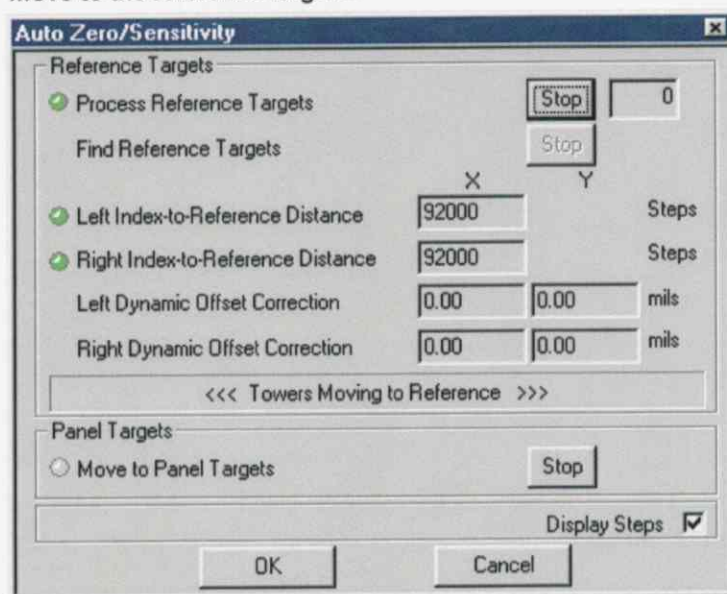 Auto Zero/Sensitivity
Reference Targets
Process Reference Targets Stop 0
Find Reference Targets Stop
X Y
Left Index-to-Reference Distance 92000 Steps
Right Index-to-Reference Distance 92000 Steps
Left Dynamic Offset Correction 0.00 0.00 mils
Right Dynamic Offset Correction 0.00 0.00 mils
<<< Towers Moving to Reference >>>
Panel Targets
Move to Panel Targets Stop
Display Steps
OK Cancel